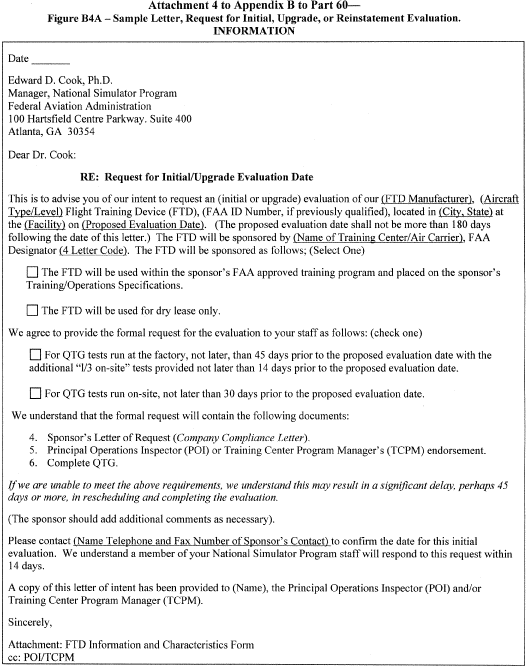 Attachment 4 to Appendix B to Part 60—
Figure B4A – Sample Letter, Request for Initial, Upgrade, or Reinstatement Evaluation.
INFORMATION
Date ______
Edward D. Cook, Ph.D.
Manager, National Simulator Program
Federal Aviation Administration
100 Hartsfield Centre Parkway. Suite 400
Atlanta, GA 30354
Dear Dr. Cook:
RE: Request for Initial/Upgrade Evaluation Date
This is to advise you of our intent to request an (initial or upgrade) evaluation of our (FTD Manufacturer), (Aircraft
Type/Level) Flight Training Device (FTD), (FAA ID Number, if previously qualified), located in (City, State) at
the (Facility) on (Proposed Evaluation Date). (The proposed evaluation date shall not be more than 180 days
following the date of this letter.) The FTD will be sponsored by (Name of Training Center/Air Carrier), FAA
Designator (4 Letter Code). The FTD will be sponsored as follows; (Select One)
☐ The FTD will be used within the sponsor's FAA approved training program and placed on the sponsor's
Training/Operations Specifications.
☐ The FTD will be used for dry lease only.
We agree to provide the formal request for the evaluation to your staff as follows: (check one)
☐ For QTG tests run at the factory, not later, than 45 days prior to the proposed evaluation date with the
additional "1/3 on-site" tests provided not later than 14 days prior to the proposed evaluation date.
☐ For QTG tests run on-site, not later than 30 days prior to the proposed evaluation date.
We understand that the formal request will contain the following documents:
4. Sponsor's Letter of Request (Company Compliance Letter).
5. Principal Operations Inspector (POI) or Training Center Program Manager's (TCPM) endorsement.
6. Complete QTG.
If we are unable to meet the above requirements, we understand this may result in a significant delay, perhaps 45
days or more, in rescheduling and completing the evaluation.
(The sponsor should add additional comments as necessary).
Please contact (Name Telephone and Fax Number of Sponsor's Contact) to confirm the date for this initial
evaluation. We understand a member of your National Simulator Program staff will respond to this request within
14 days.
A copy of this letter of intent has been provided to (Name), the Principal Operations Inspector (POI) and/or
Training Center Program Manager (TCPM).
Sincerely,
Attachment: FTD Information and Characteristics Form
cc: POI/TCPM